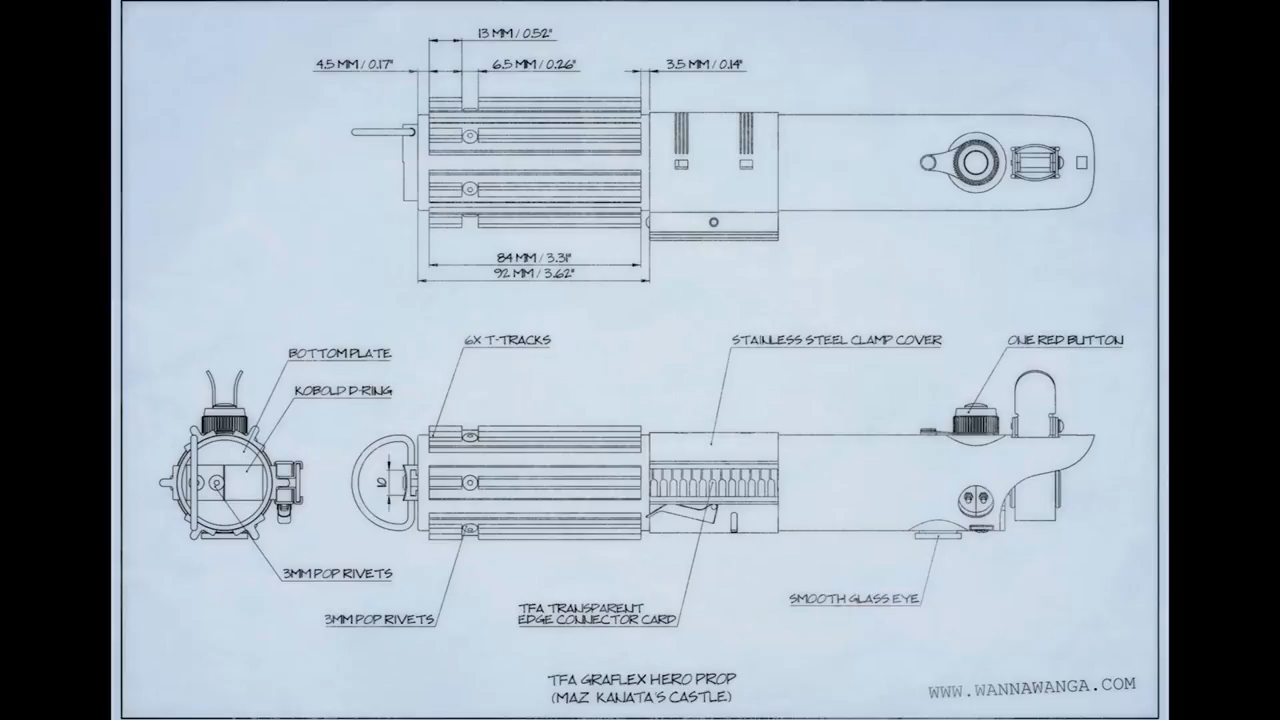 13 MM / 0.52"
4.5 MM / 0.17"
6.5 MM / 0.26"
3.5 MM / 0.14"
84 MM / 3.31"
92 MM / 3.62"
6X T-TRACKS
STAINLESS STEEL CLAMP COVER
ONE RED BUTTON
BOTTOM PLATE
KOBOLD D-RING
10
3MM POP RIVETS
3MM POP RIVETS
TFA TRANSPARENT
EDGE CONNECTOR CARD
SMOOTH GLASS EYE
TFA GRAFLEX HERO PROP
(MAZ KANATA'S CASTLE)
WWW.WANNAWANGA.COM